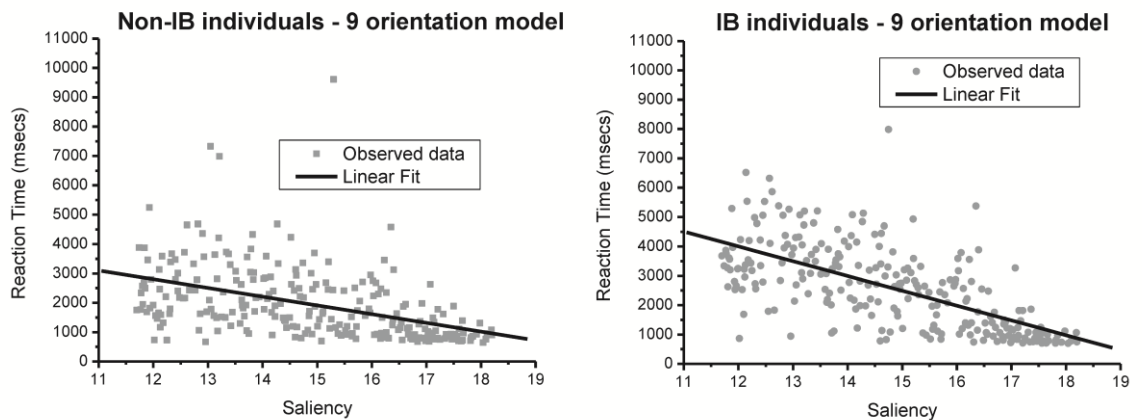 Non-IB individuals - 9 orientation model
11000
10000
9000
8000
7000
6000
5000
4000
3000
2000
1000
0
Reaction Time (msecs)
Observed data
Linear Fit
11 12 13 14 15 16 17 18 19
Saliency
IB individuals - 9 orientation model
11000
10000
9000
8000
7000
6000
5000
4000
3000
2000
1000
0
Reaction Time (msecs)
Observed data
Linear Fit
11 12 13 14 15 16 17 18 19
Saliency